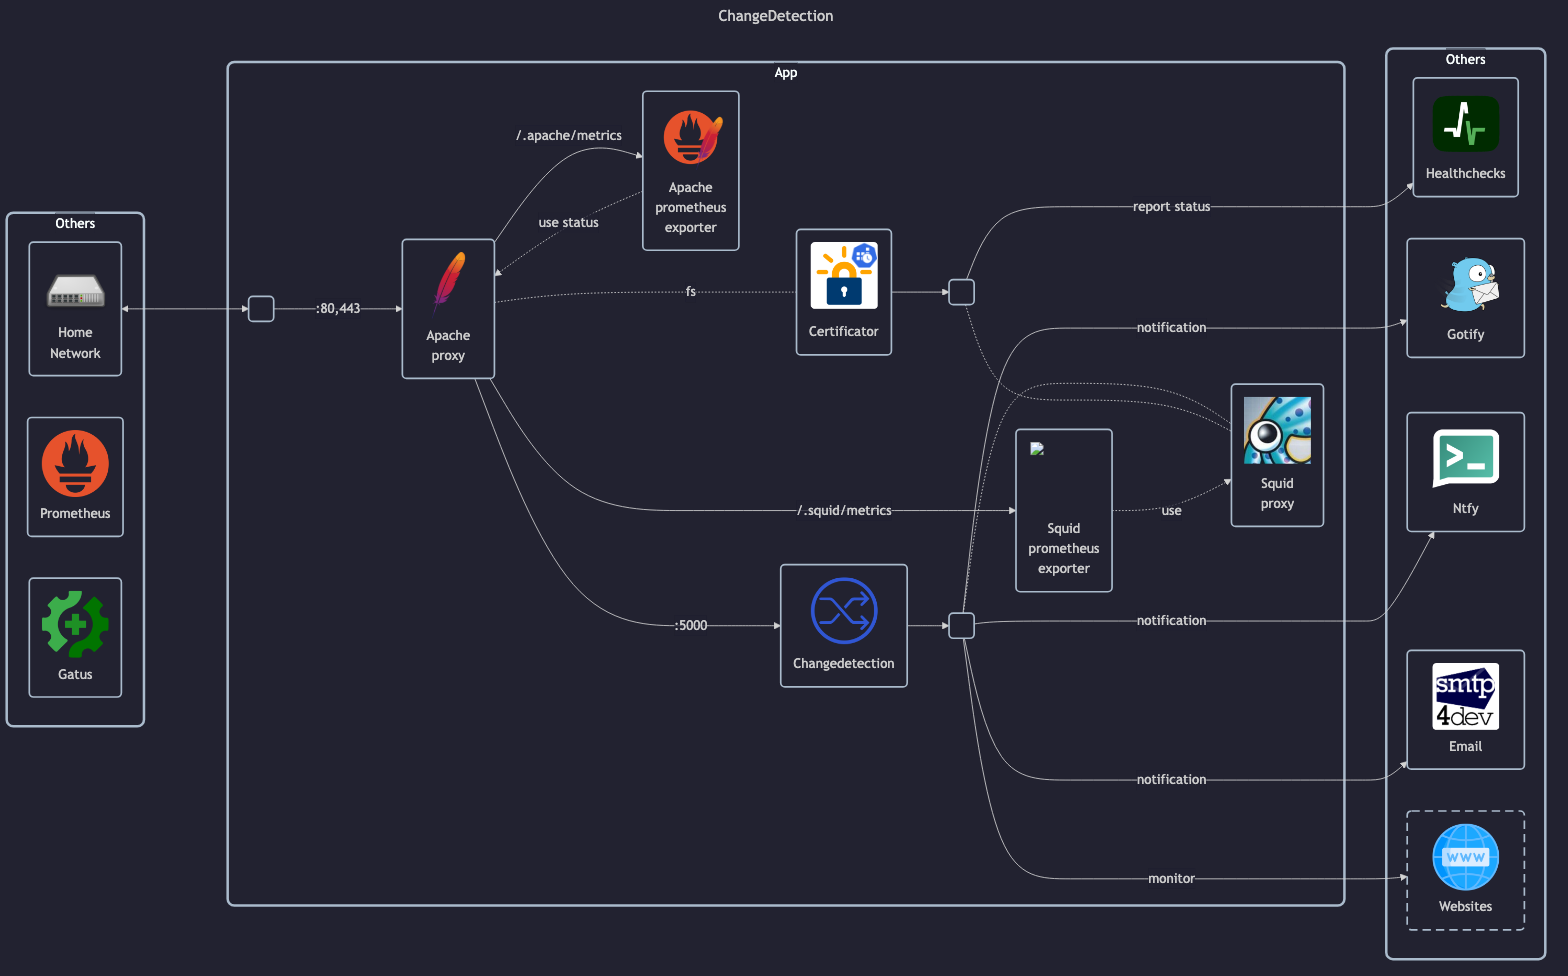 ChangeDetection
Others
Home
Network
Prometheus
Gatus
App
:80,443
Apache
proxy
/.apache/metrics
use status
Apache
prometheus
exporter
fs
Certificator
/.squid/metrics
Squid
prometheus
exporter
use
Squid
proxy
:5000
Changedetection
report status
notification
notification
notification
monitor
Others
Healthchecks
Gotify
>_
Ntfy
smtp
4dev
Email
WWW
Websites